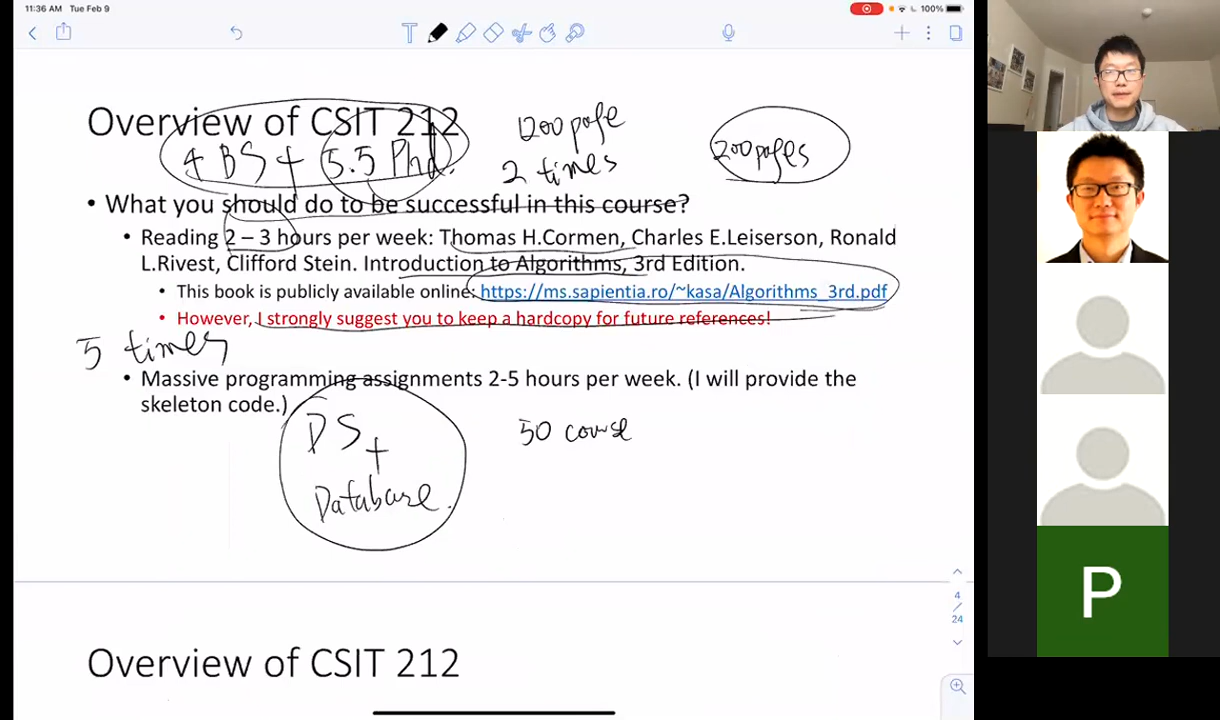 11:36 AM Tue Feb 9
100%
T
Overview of CSIT 212
4 BS + 5.5 Phd.
1200 page
2 times
200 pages
• What you should do to be successful in this course?
• Reading 2 – 3 hours per week: Thomas H.Cormen, Charles E.Leiserson, Ronald
L.Rivest, Clifford Stein. Introduction to Algorithms, 3rd Edition.
• This book is publicly available online: https://ms.sapientia.ro/~kasa/Algorithms_3rd.pdf
• However, I strongly suggest you to keep a hardcopy for future references!
5 times
• Massive programming assignments 2-5 hours per week. (I will provide the
skeleton code.)
DS +
Database.
50 course
4
/
24
Overview of CSIT 212
P